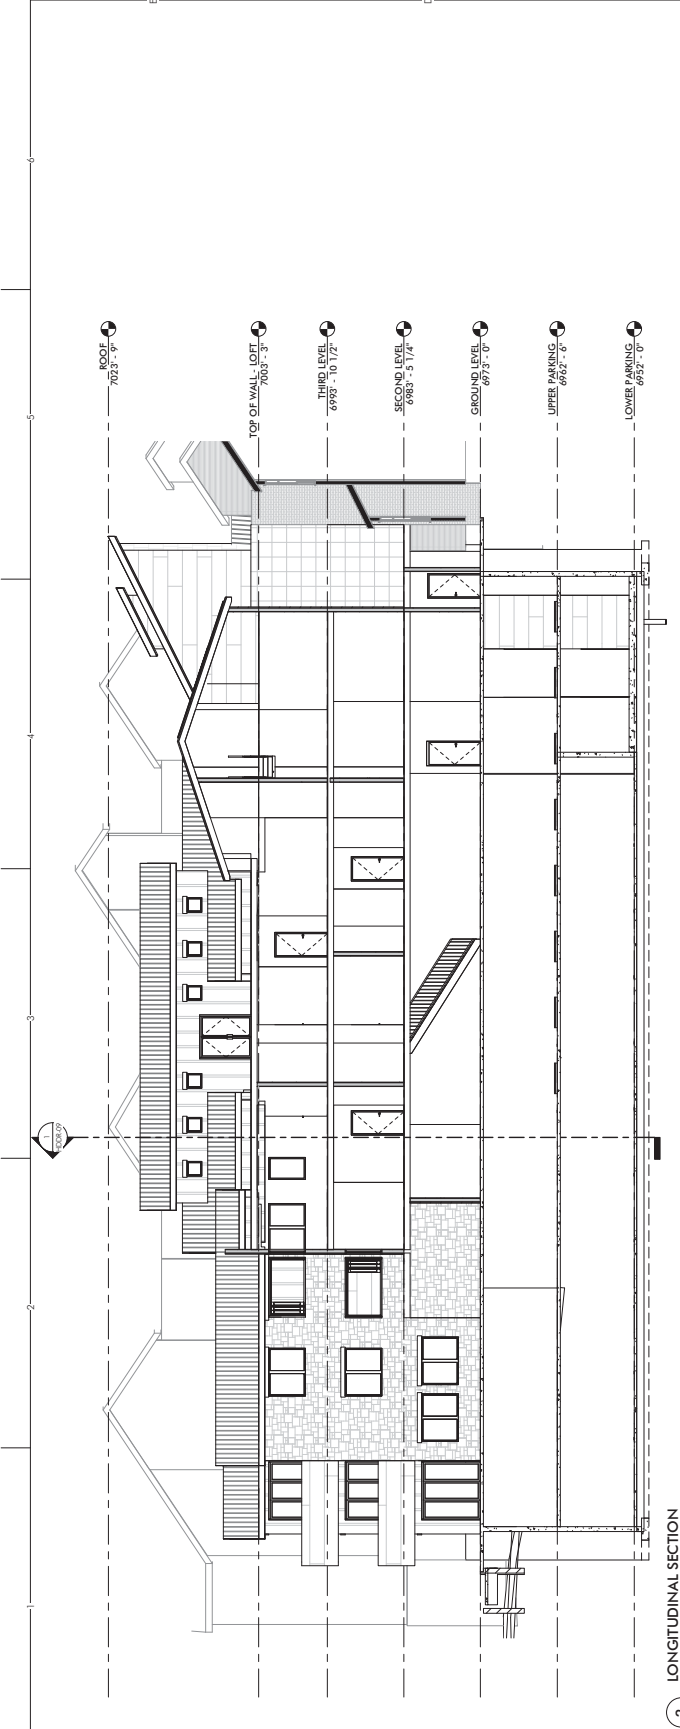 1
2
3
4
5
6
ROOF
7023' - 9"
TOP OF WALL - LOFT
7003' - 3"
THIRD LEVEL
6993' - 10 1/2"
SECOND LEVEL
6983' - 5 1/4"
GROUND LEVEL
6973' - 0"
UPPER PARKING
6962' - 6"
LOWER PARKING
6952' - 0"
1
LONGITUDINAL SECTION